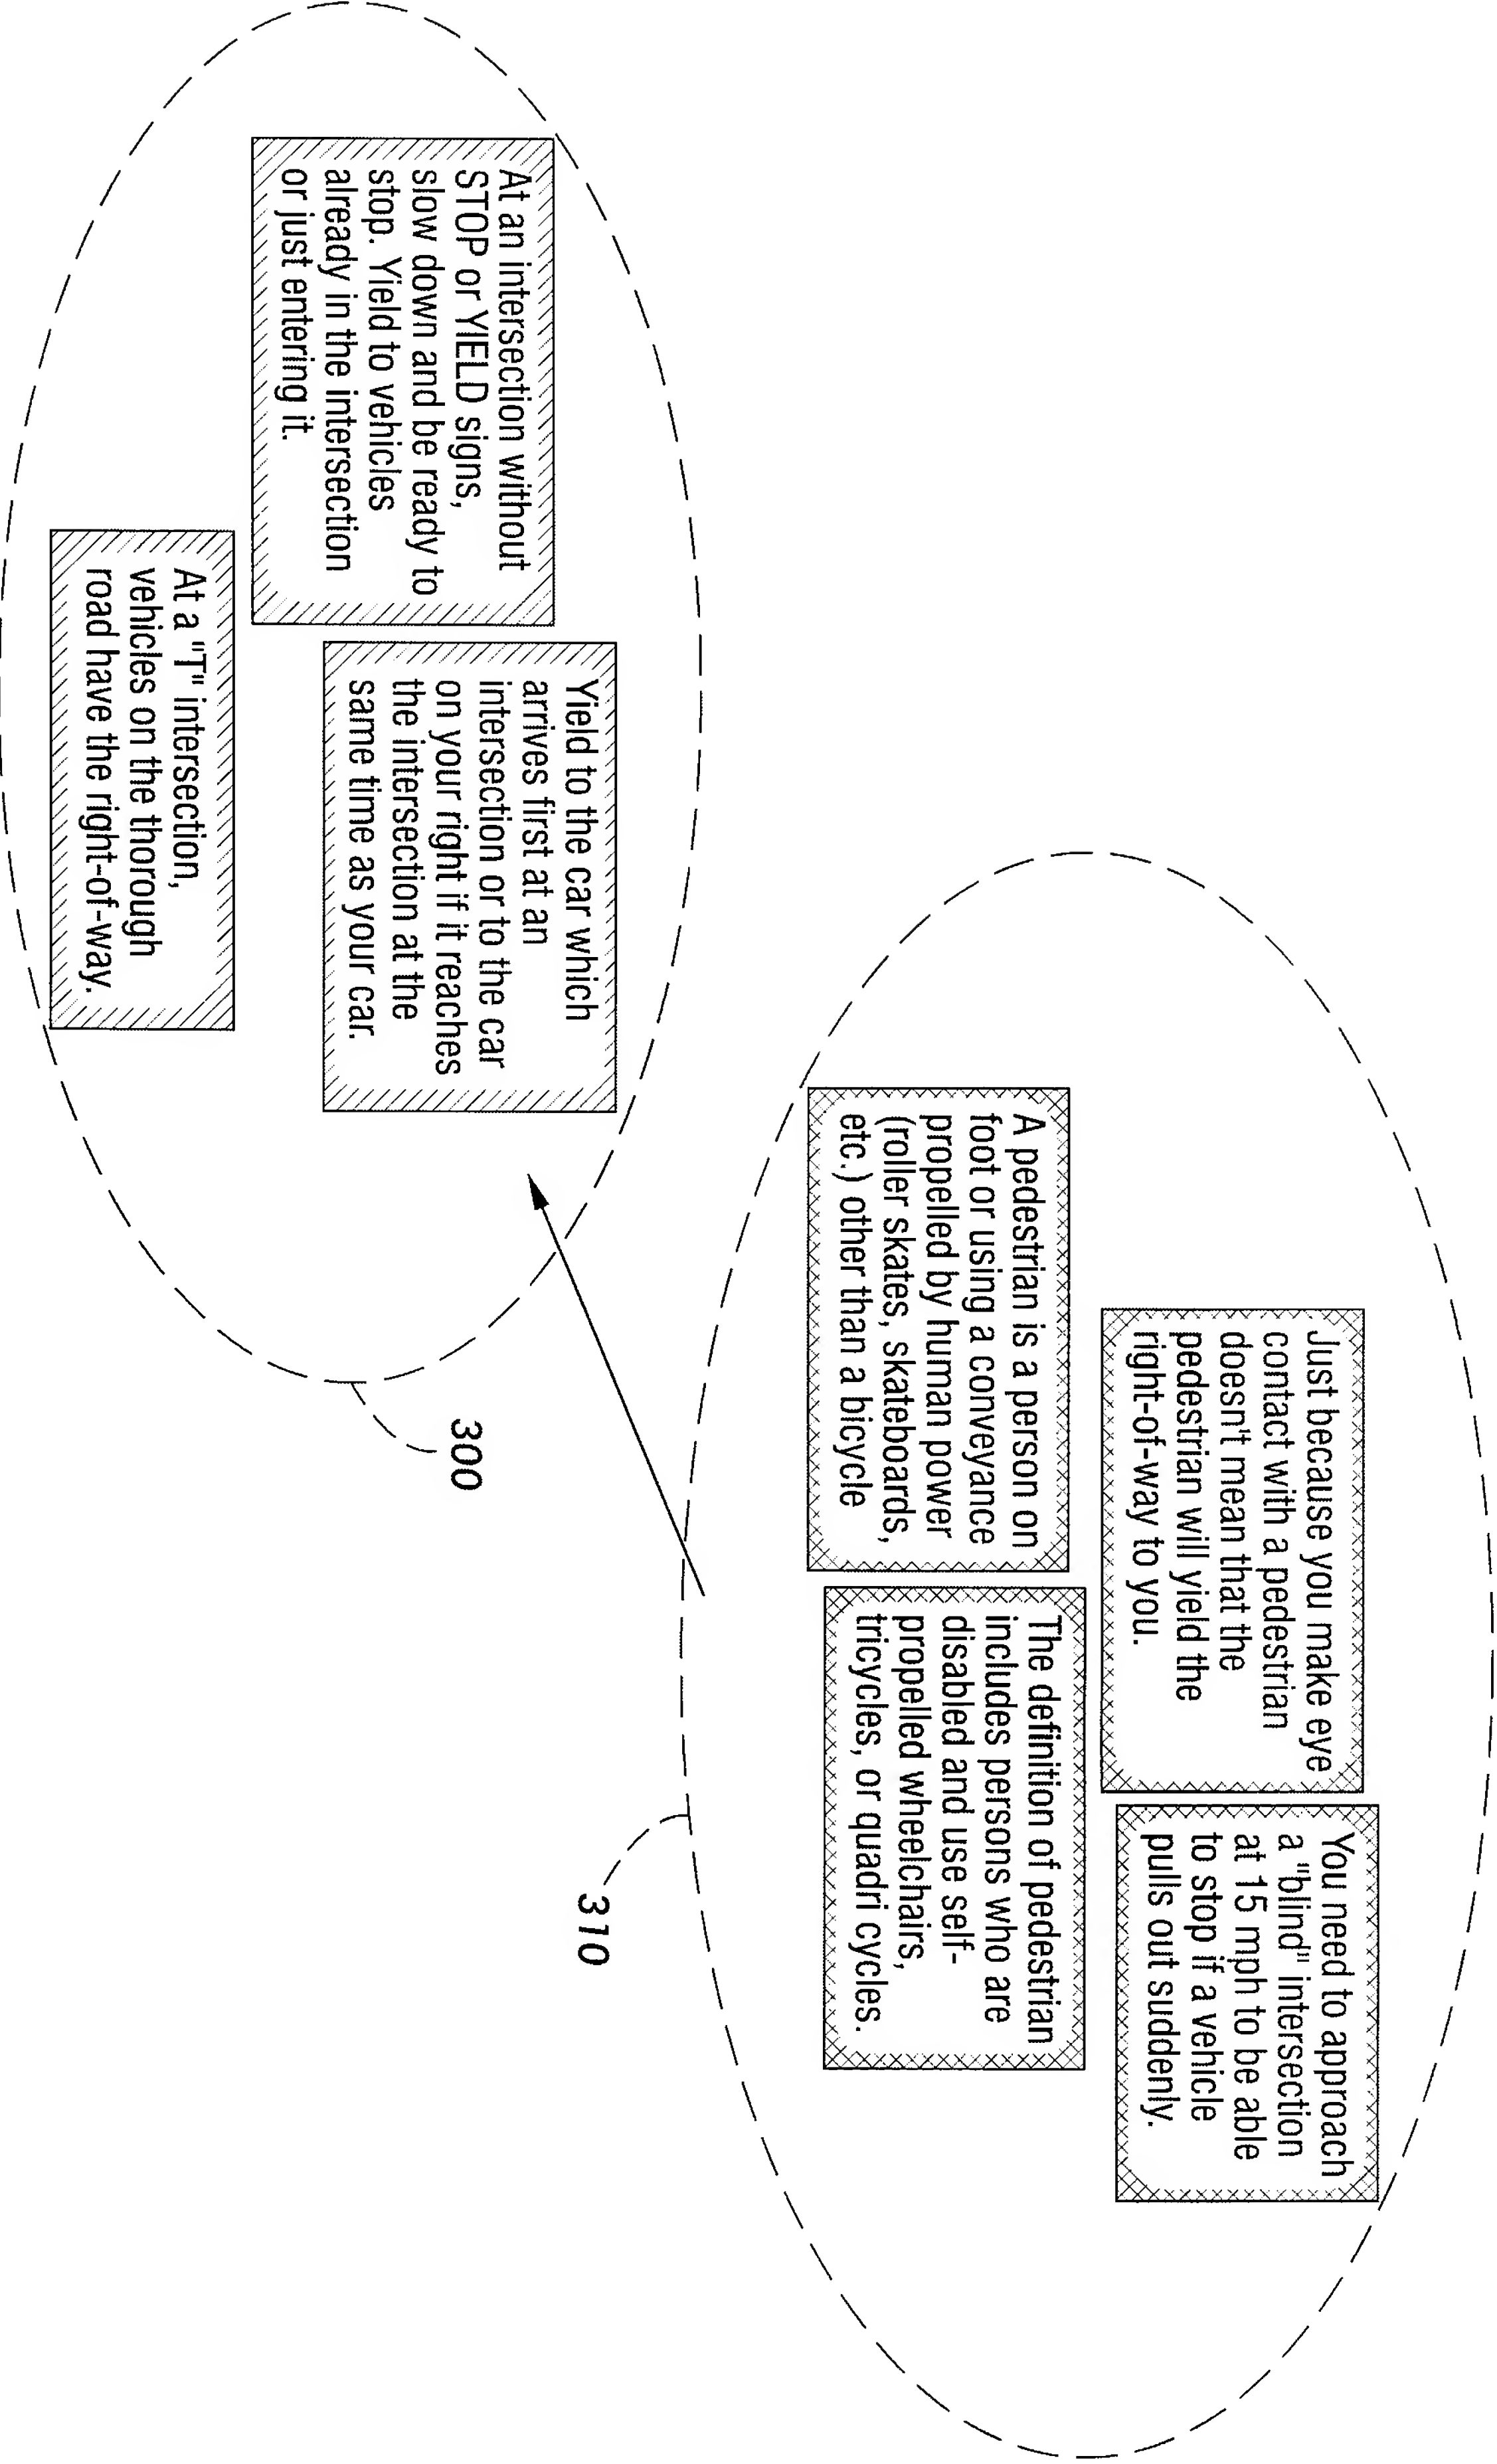 Just because you make eye
contact with a pedestrian
doesn't mean that the
pedestrian will yield the
right-of-way to you.
You need to approach
a "blind" intersection
at 15 mph to be able
to stop if a vehicle
pulls out suddenly.
A pedestrian is a person on
foot or using a conveyance
propelled by human power
(roller skates, skateboards,
etc.) other than a bicycle
The definition of pedestrian
includes persons who are
disabled and use self-
propelled wheelchairs,
tricycles, or quadri cycles.
310
At an intersection without
STOP or YIELD signs,
slow down and be ready to
stop. Yield to vehicles
already in the intersection
or just entering it.
Yield to the car which
arrives first at an
intersection or to the car
on your right if it reaches
the intersection at the
same time as your car.
At a "T" intersection,
vehicles on the thorough
road have the right-of-way.
300